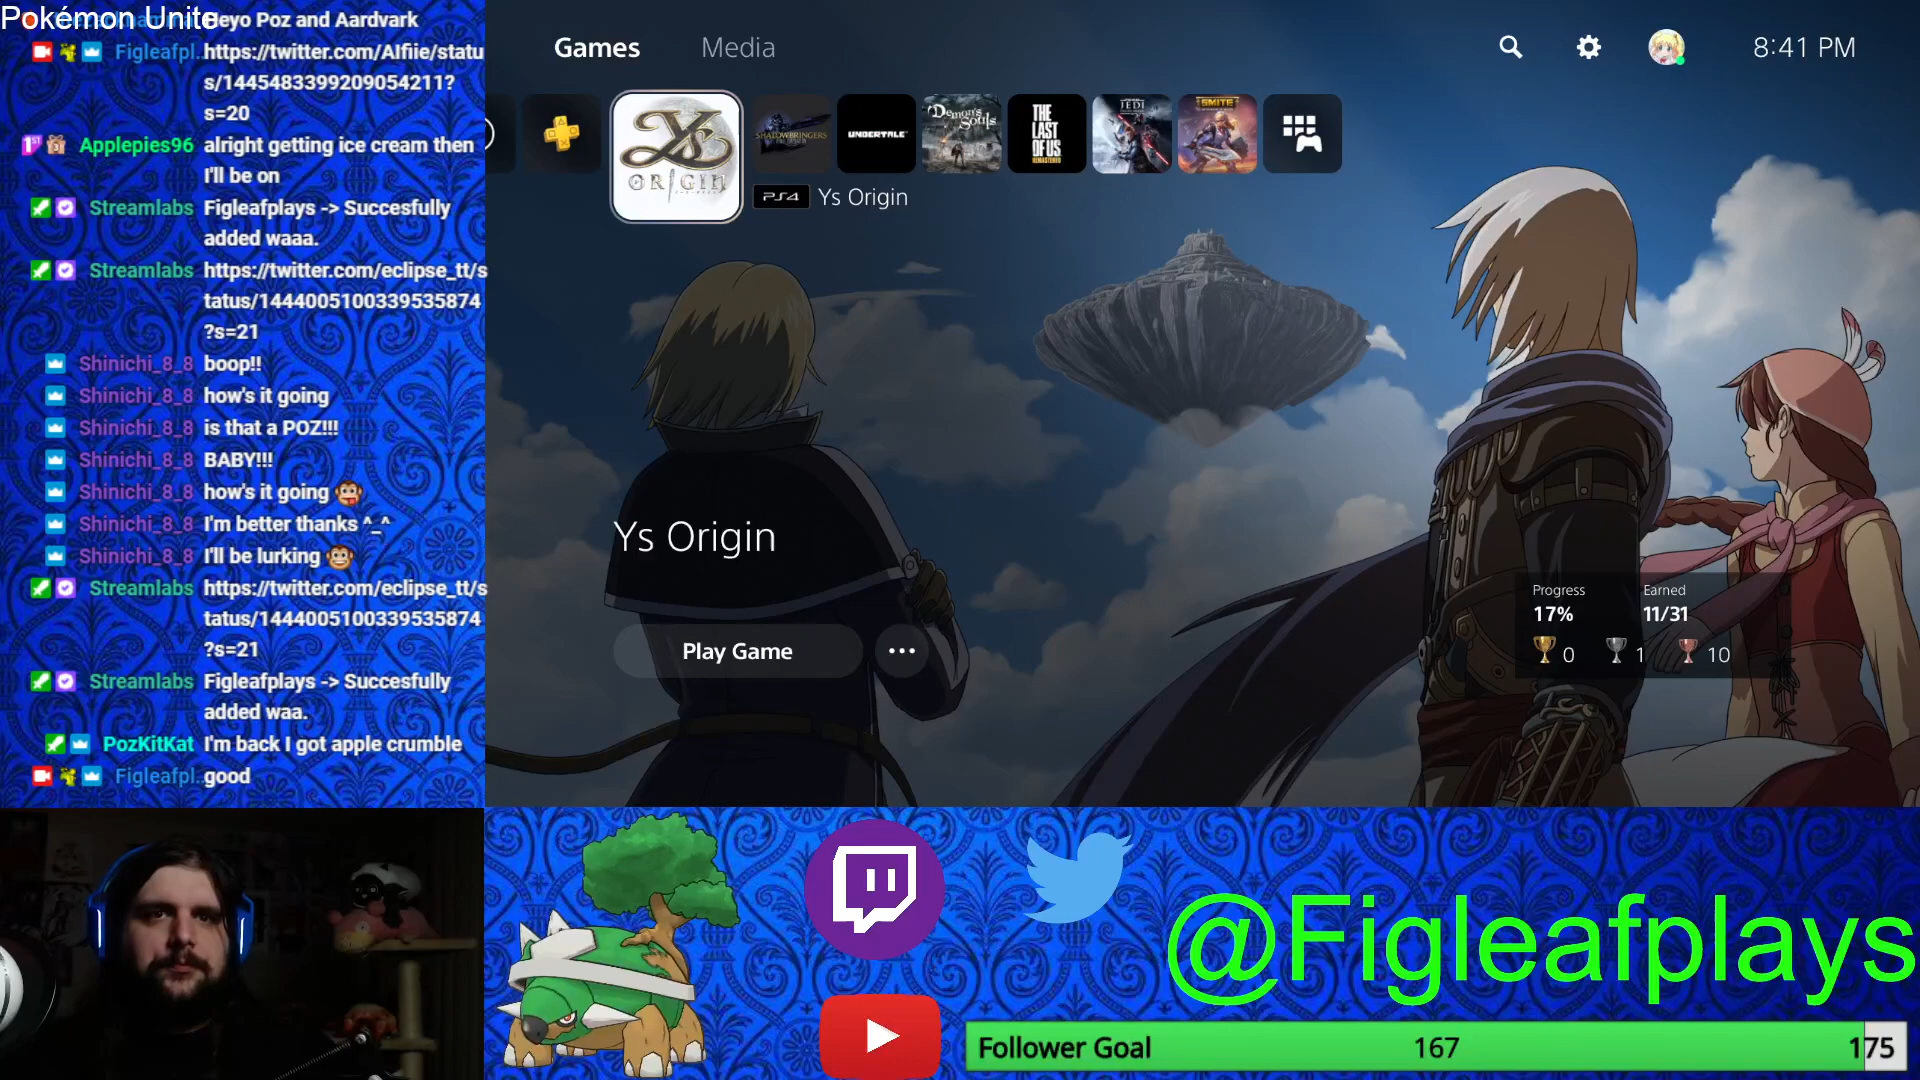 Pokémon Unite
Heyo Poz and Aardvark
Figleafpl.. https://twitter.com/Alfiie/statu
s/1445483399209054211?
s=20
Applepies96 alright getting ice cream then
I'll be on
Streamlabs Figleafplays -> Succesfully
added waaa.
Streamlabs https://twitter.com/eclipse_tt/s
tatus/1444005100339535874
?s=21
Shinichi_8_8 boop!!
Shinichi_8_8 how's it going
Shinichi_8_8 is that a POZ!!!
Shinichi_8_8 BABY!!!
Shinichi_8_8 how's it going
Shinichi_8_8 I'm better thanks ^_^
Shinichi_8_8 I'll be lurking
Streamlabs https://twitter.com/eclipse_tt/s
tatus/1444005100339535874
?s=21
Streamlabs Figleafplays -> Succesfully
added waa.
PozKitKat I'm back I got apple crumble
Figleafpl.. good
Games Media 8:41 PM
Ys
ORIGIN
SHADOWBRINGERS
UNDERTALE
Demon's
Souls
THE
LAST
OF US
REMASTERED
JEDI
SMITE
PS4 Ys Origin
Ys Origin
Play Game
Progress Earned
17% 11/31
0 1 10
@Figleafplays
Follower Goal 167 175